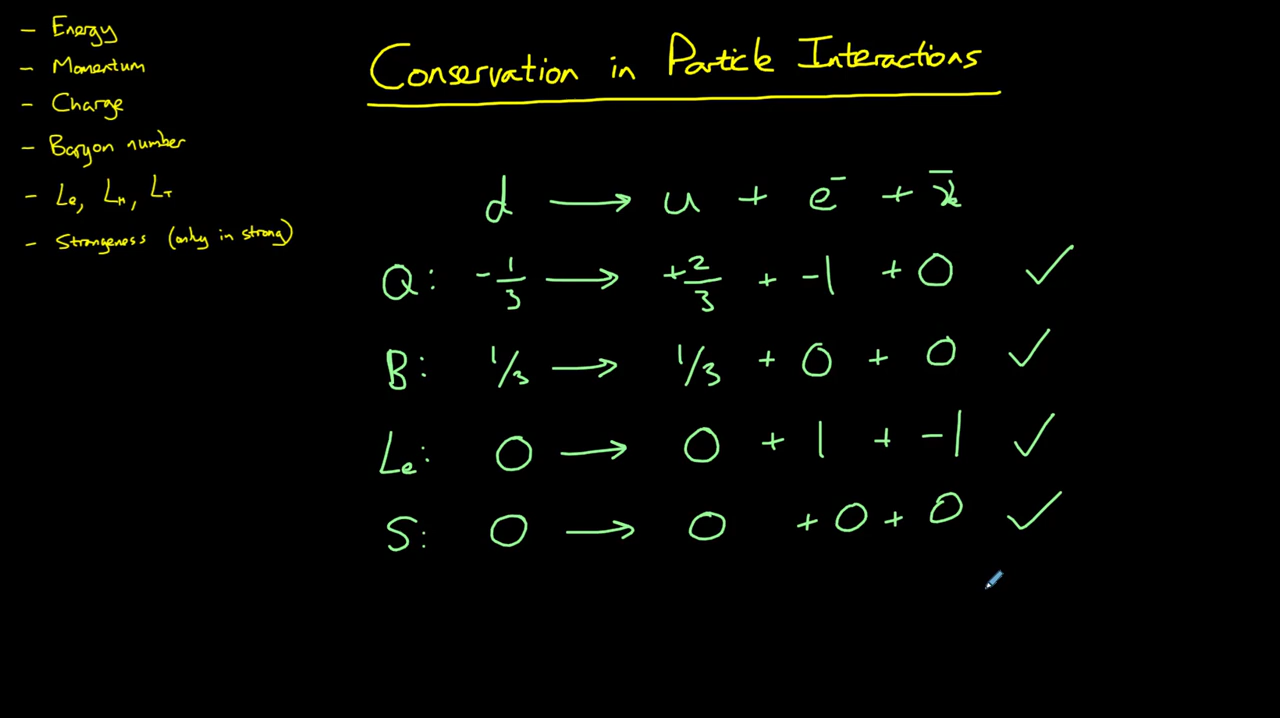 - Energy
- Momentum
- Charge
- Baryon number
- Le, Lμ, Lτ
- Strangeness (only in strong)
Conservation in Particle Interactions
d → u + e⁻ +
Q: -1/3 → +2/3 + -1 + 0 ✓
B: 1/3 → 1/3 + 0 + 0 ✓
Le: 0 → 0 + 1 + -1 ✓
S: 0 → 0 + 0 + 0 ✓